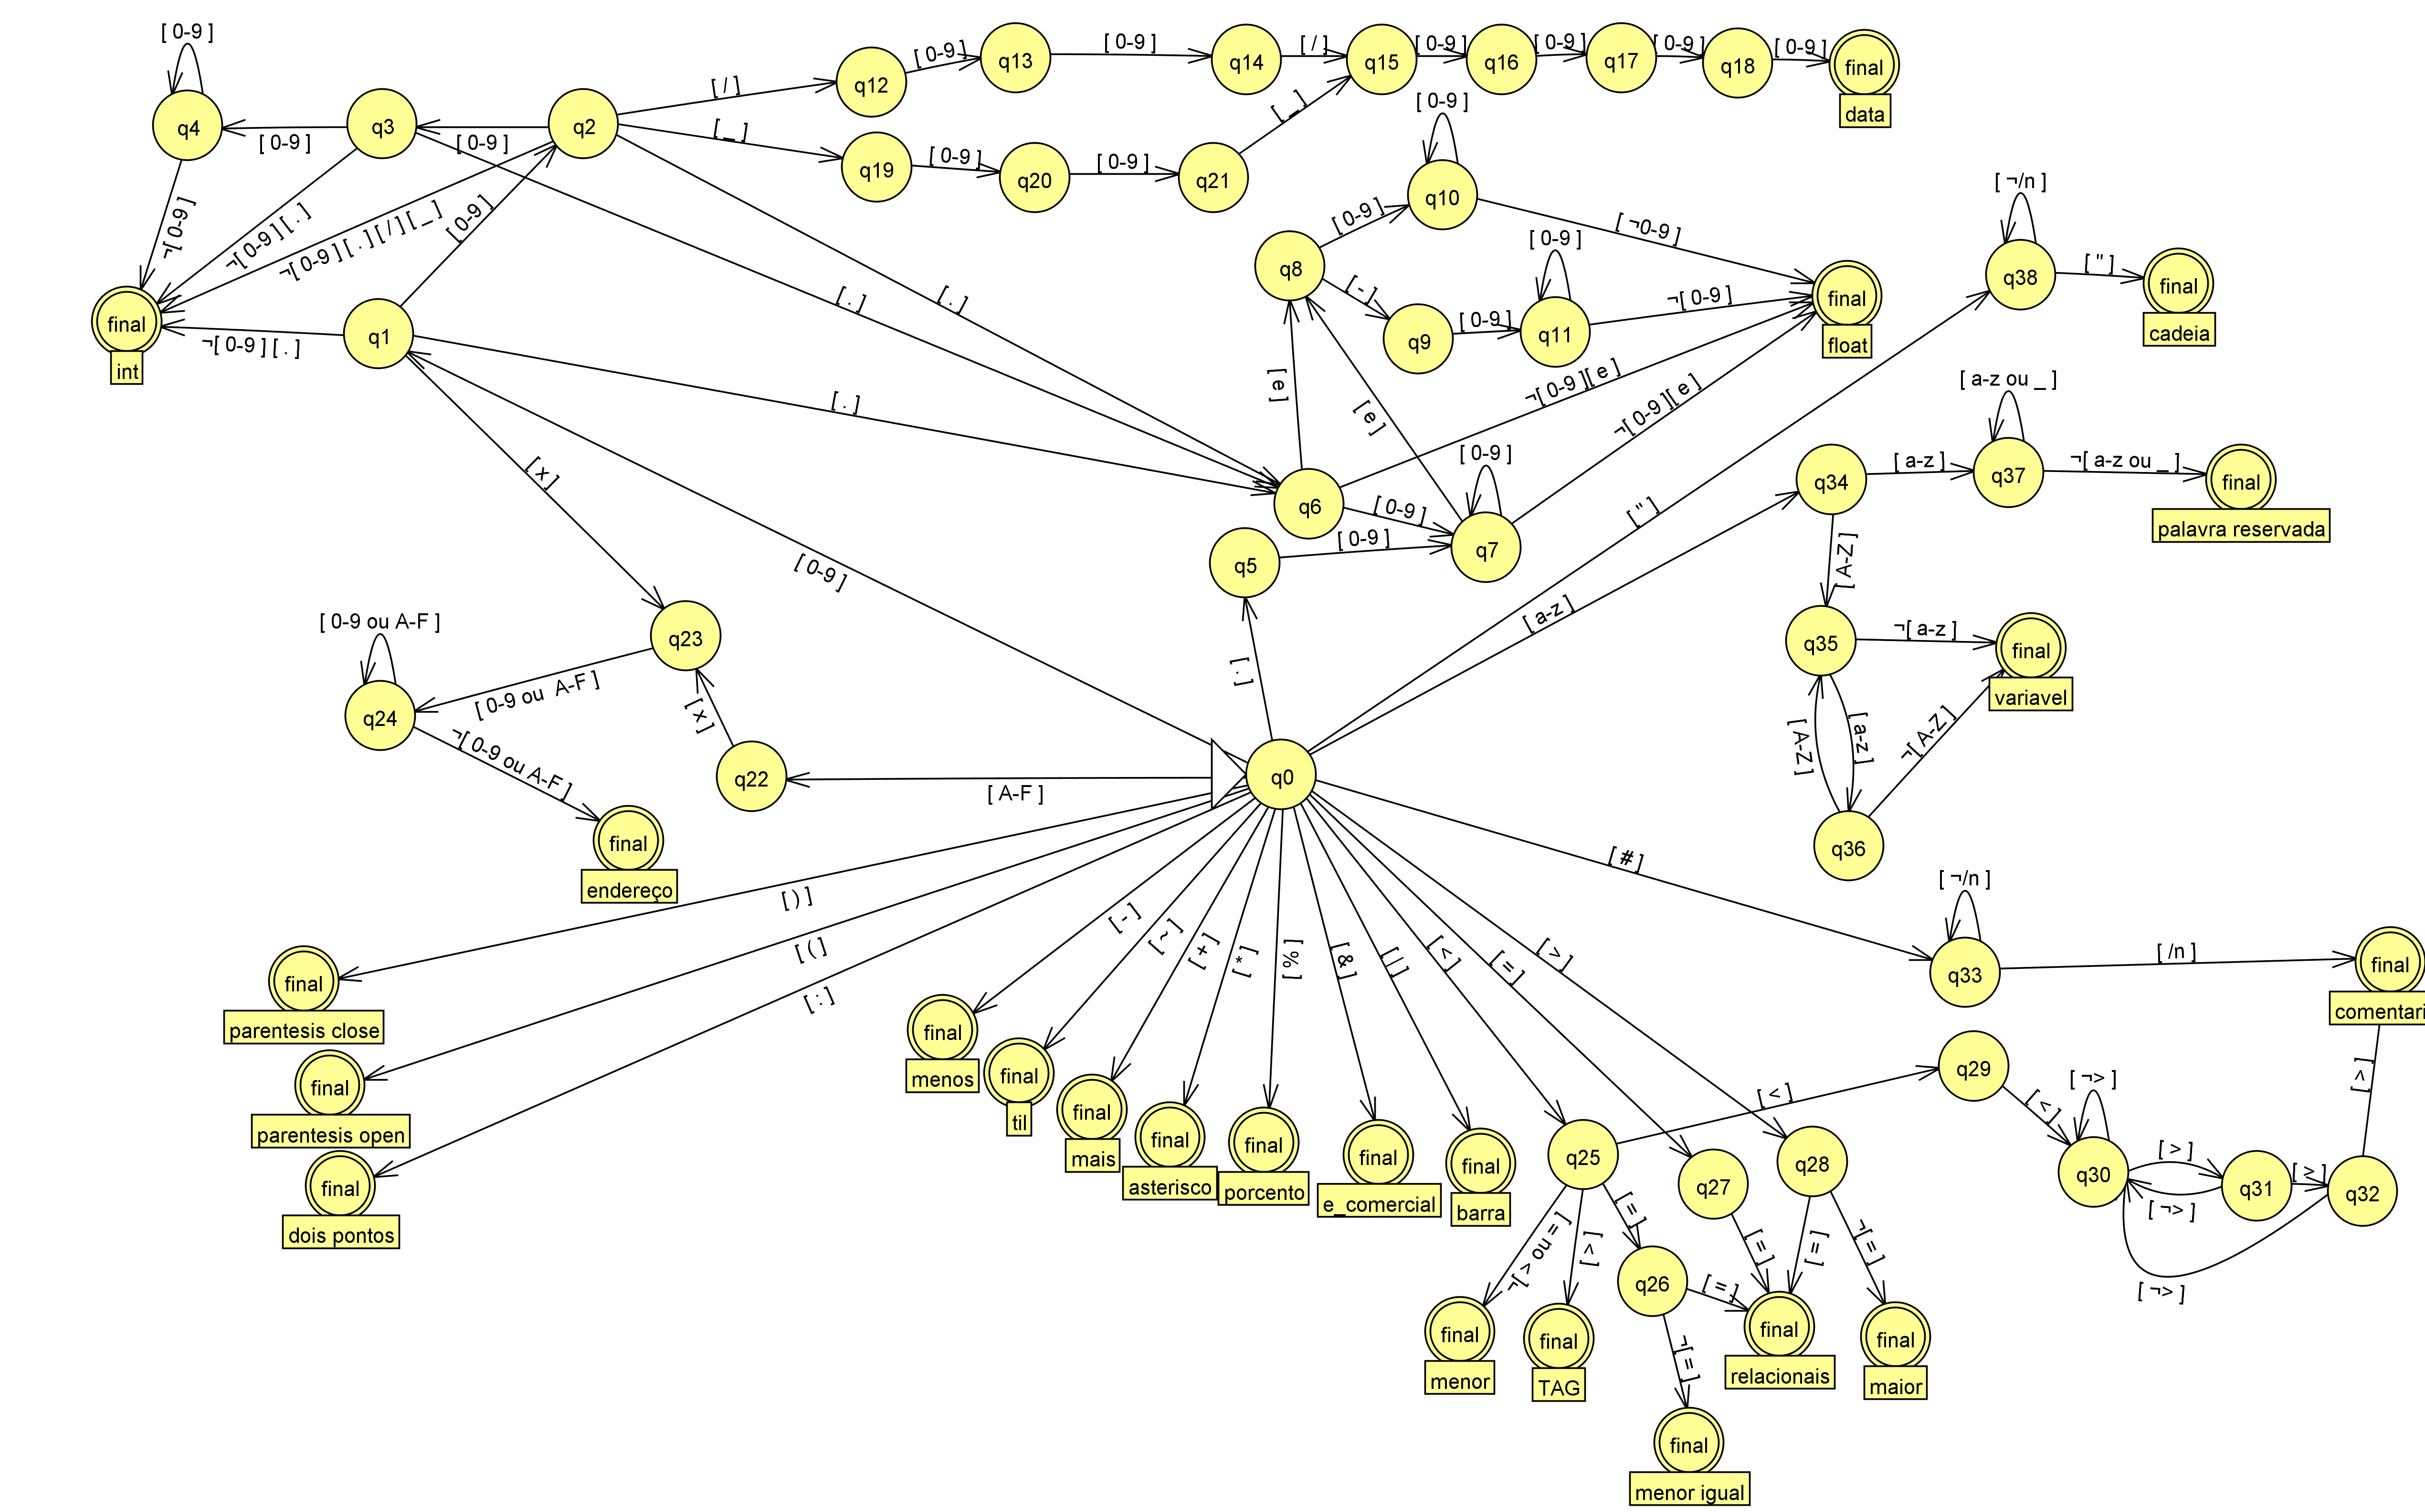 [ 0-9 ]
q4
q3
q2
[ 0-9 ]
[ 0-9 ]
[ / ]
q12
[ 0-9 ]
q13
[ 0-9 ]
q14
[ / ]
q15
[ 0-9 ]
q16
[ 0-9 ]
q17
[ 0-9 ]
q18
[ 0-9 ]
final
data
[ _ ]
q19
[ 0-9 ]
q20
[ 0-9 ]
q21
[ _ ]
¬[ 0-9 ]
¬[ 0-9 ] [ . ]
¬[ 0-9 ] [ . ] [ / ] [ _ ]
[ 0-9 ]
final
int
¬[ 0-9 ] [ . ]
q1
[ . ]
[ . ]
[ . ]
[ x ]
[ 0-9 ]
[ 0-9 ]
q10
[ 0-9 ]
q8
[ - ]
q9
[ 0-9 ]
[ 0-9 ]
q11
[ ¬0-9 ]
¬[ 0-9 ]
final
float
[ e ]
[ e ]
¬[ 0-9 ][ e ]
¬[ 0-9 ][ e ]
q6
[ 0-9 ]
[ 0-9 ]
q7
q5
[ 0-9 ]
[ . ]
[ ¬/n ]
q38
[ " ]
final
cadeia
[ " ]
[ a-z ]
q34
[ a-z ]
[ a-z ou _ ]
q37
¬[ a-z ou _ ]
final
palavra reservada
[ A-Z ]
q35
¬[ a-z ]
final
variavel
[ A-Z ]
[ a-z ]
¬[ A-Z ]
q36
q23
[ 0-9 ou A-F ]
q24
[ 0-9 ou  A-F ]
¬[ 0-9 ou A-F ]
final
endereço
[ x ]
q22
[ A-F ]
q0
[ ) ]
final
parentesis close
[ ( ]
final
parentesis open
[ : ]
final
dois pontos
[ - ]
final
menos
[ ~ ]
final
til
[ + ]
final
mais
[ * ]
final
asterisco
[ % ]
final
porcento
[ & ]
final
e_comercial
[ | ]
final
barra
[ < ]
[ = ]
[ > ]
[ # ]
[ ¬/n ]
q33
[ /n ]
final
comentari
q25
[ < ]
q29
[ < ]
[ ¬> ]
q30
[ > ]
[ ¬> ]
q31
[ > ]
q32
[ > ]
[ ¬> ]
q27
q28
[ = ]
[ = ]
¬[ = ]
[ = ]
[ > ]
¬[ > ou = ]
q26
[ = ]
¬[ = ]
final
menor
final
TAG
final
relacionais
final
maior
final
menor igual